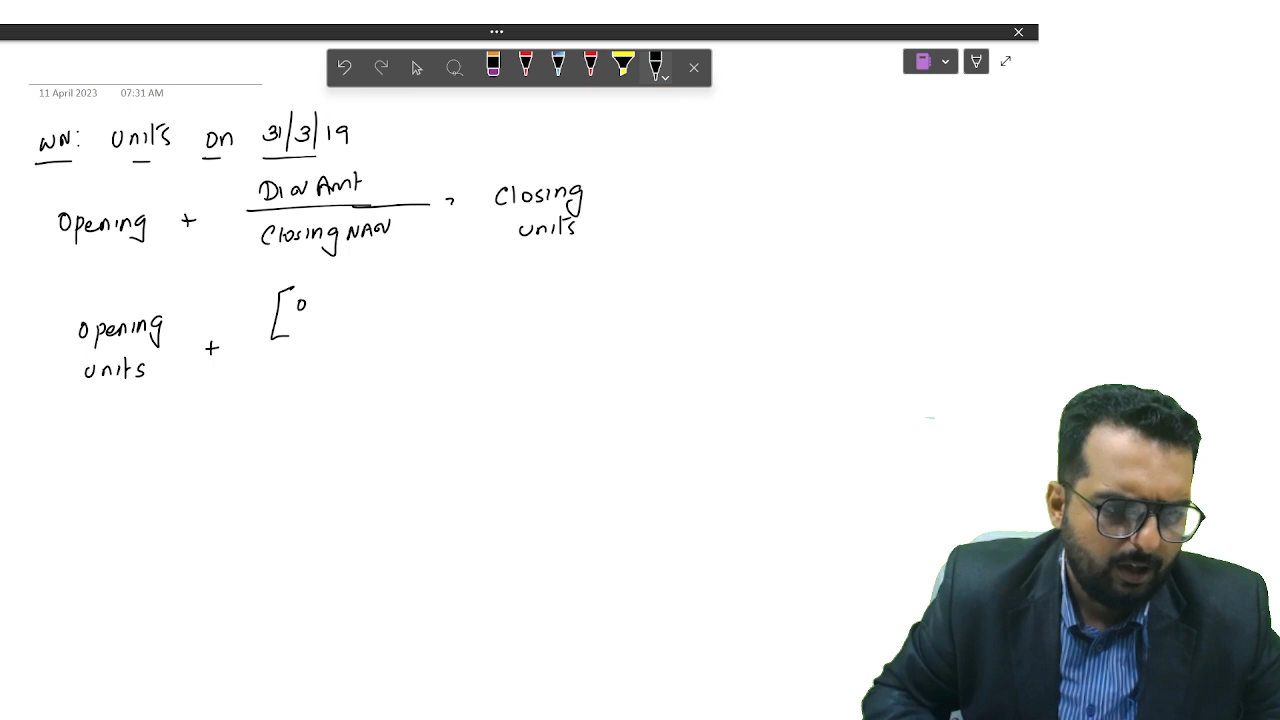 11 April 2023 07:31 AM
WN: Units on 31/3/19
Opening + Div Amt / Closing NAV = Closing units
Opening units + [ 0